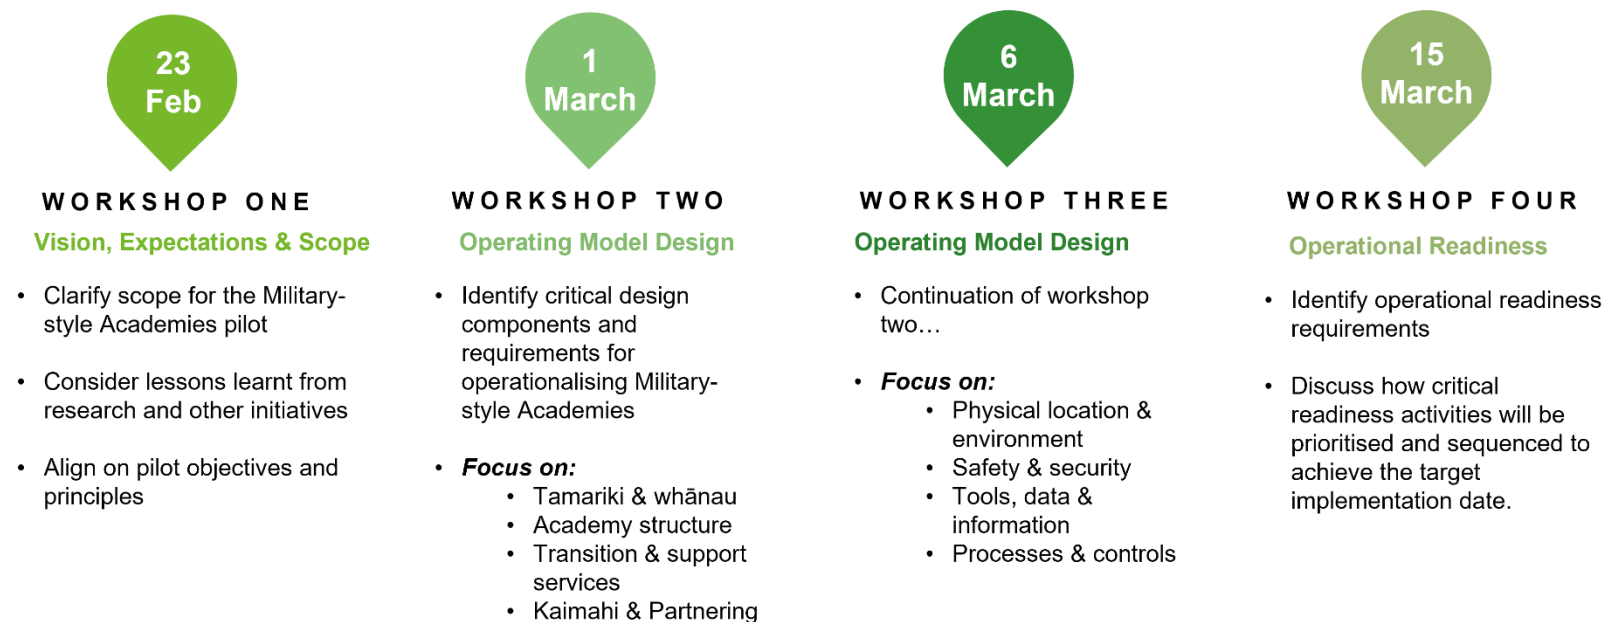 23
Feb
WORKSHOP ONE
Vision, Expectations & Scope
• Clarify scope for the Military-
style Academies pilot
• Consider lessons learnt from
research and other initiatives
• Align on pilot objectives and
principles
1
March
WORKSHOP TWO
Operating Model Design
• Identify critical design
components and
requirements for
operationalising Military-
style Academies
• Focus on:
• Tamariki & whānau
• Academy structure
• Transition & support
services
• Kaimahi & Partnering
6
March
WORKSHOP THREE
Operating Model Design
• Continuation of workshop
two…
• Focus on:
• Physical location &
environment
• Safety & security
• Tools, data &
information
• Processes & controls
15
March
WORKSHOP FOUR
Operational Readiness
• Identify operational readiness
requirements
• Discuss how critical
readiness activities will be
prioritised and sequenced to
achieve the target
implementation date.